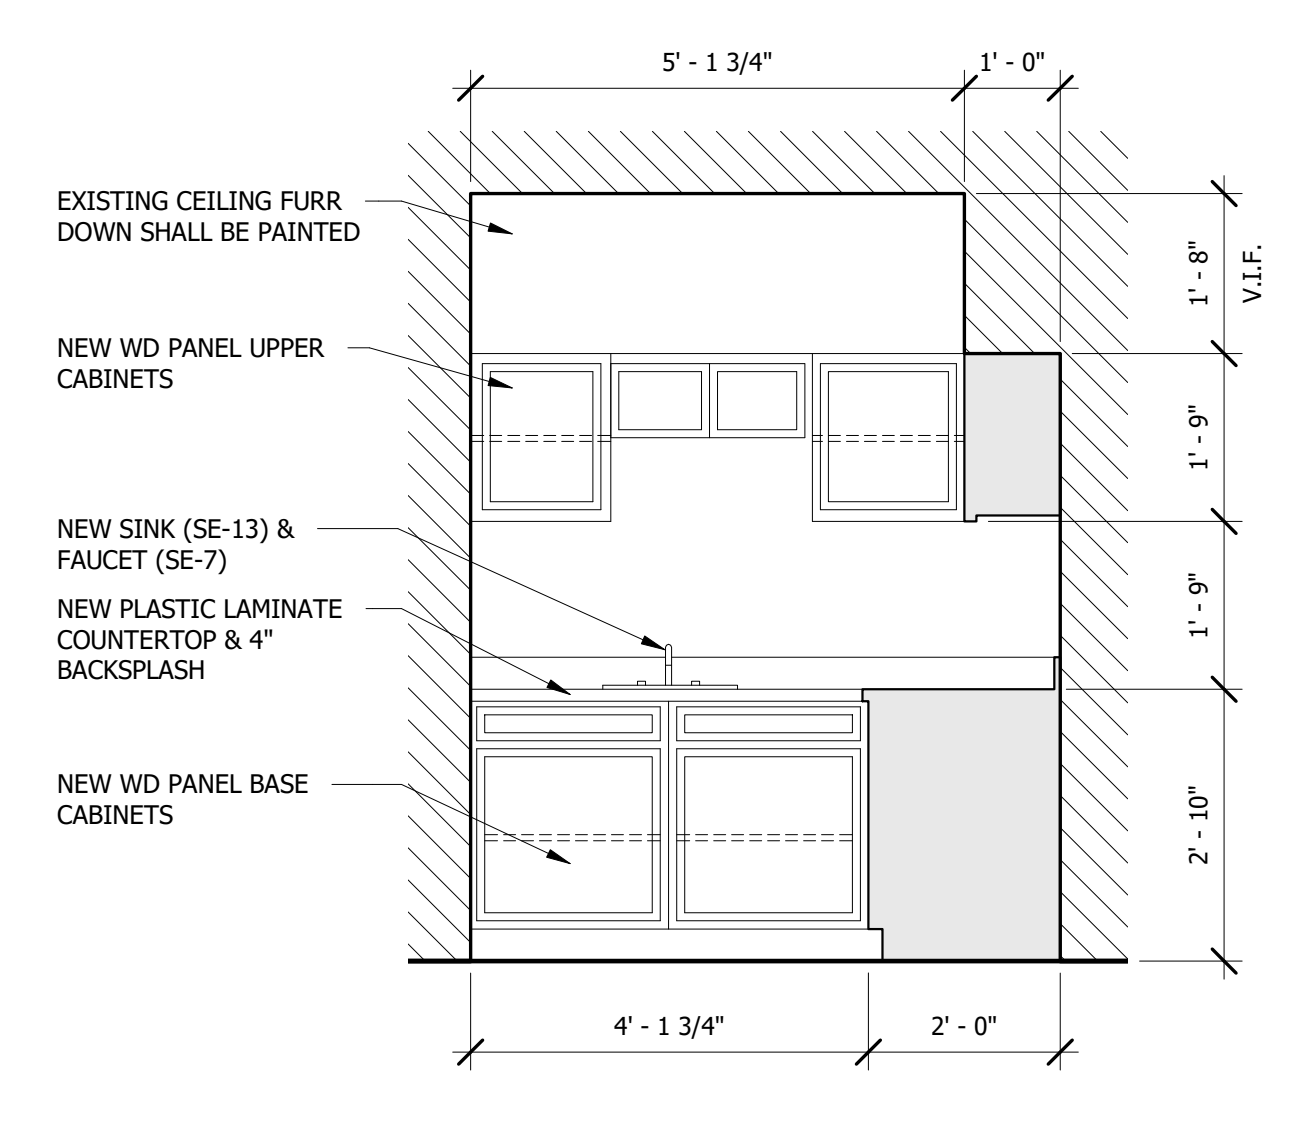 5' - 1 3/4"
1' - 0"
EXISTING CEILING FURR
DOWN SHALL BE PAINTED
1' - 8"
V.I.F.
NEW WD PANEL UPPER
CABINETS
1' - 9"
NEW SINK (SE-13) &
FAUCET (SE-7)
1' - 9"
NEW PLASTIC LAMINATE
COUNTERTOP & 4"
BACKSPLASH
NEW WD PANEL BASE
CABINETS
2' - 10"
4' - 1 3/4"
2' - 0"